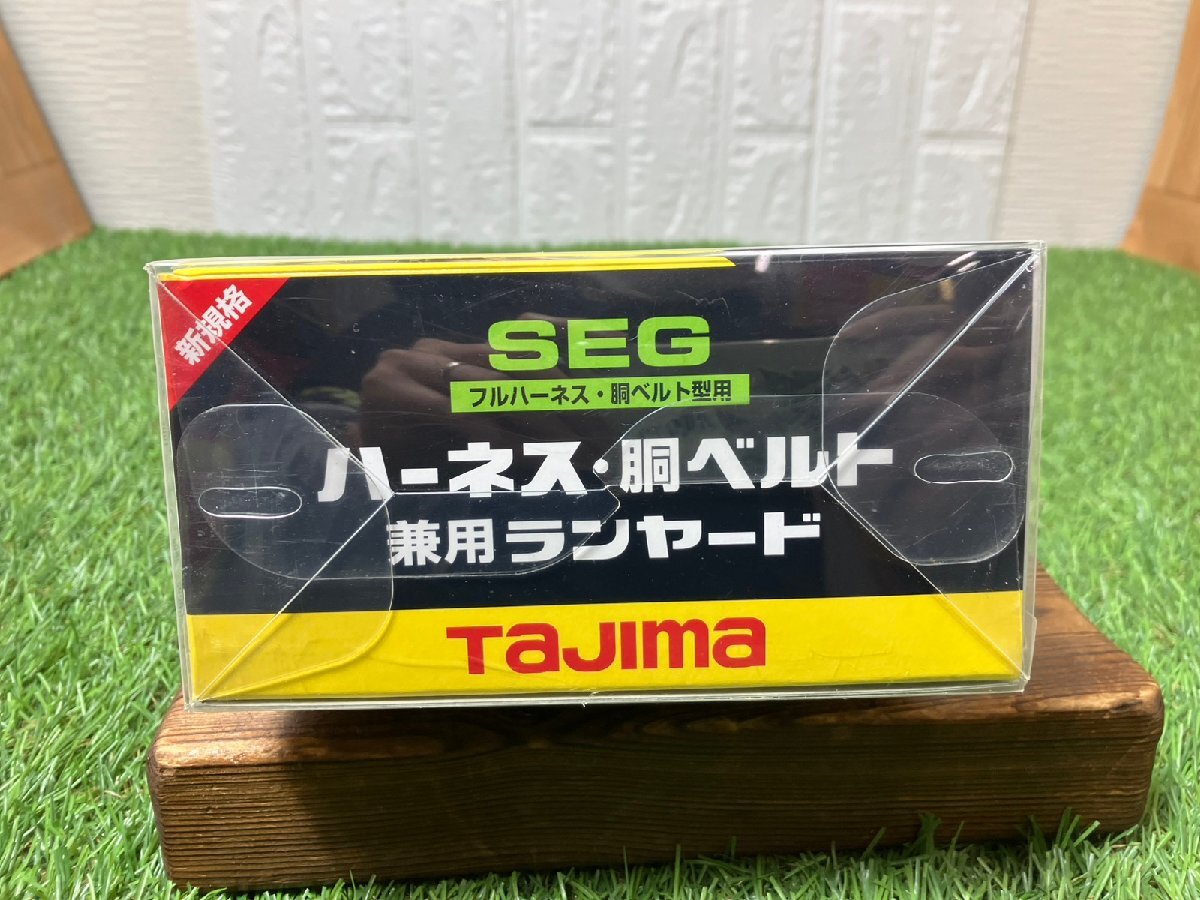 新規格
SEG
フルハーネス・胴ベルト型用
ハーネス・胴ベルト
兼用ランヤード
TaJima